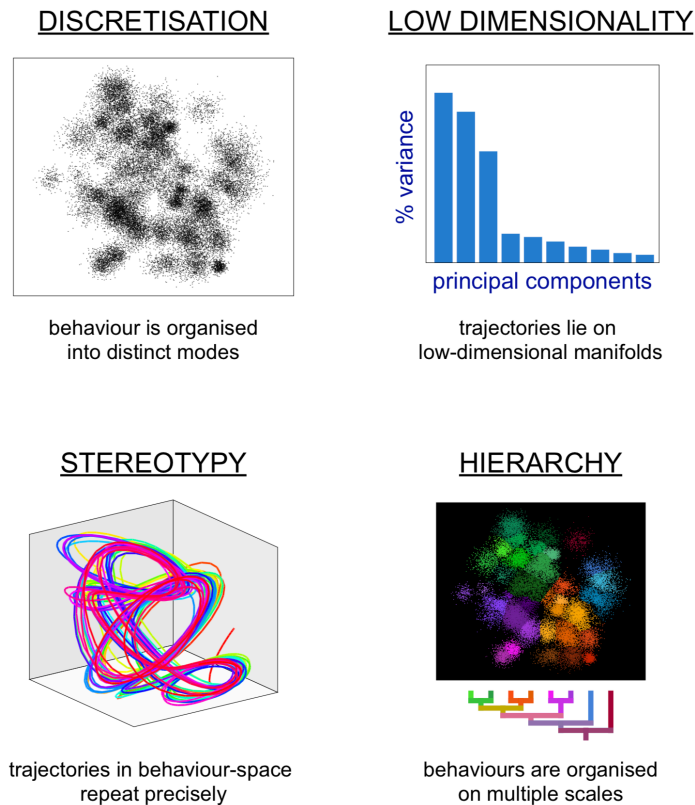 DISCRETISATION
behaviour is organised
into distinct modes
LOW DIMENSIONALITY
% variance
principal components
trajectories lie on
low-dimensional manifolds
STEREOTYPY
trajectories in behaviour-space
repeat precisely
HIERARCHY
behaviours are organised
on multiple scales